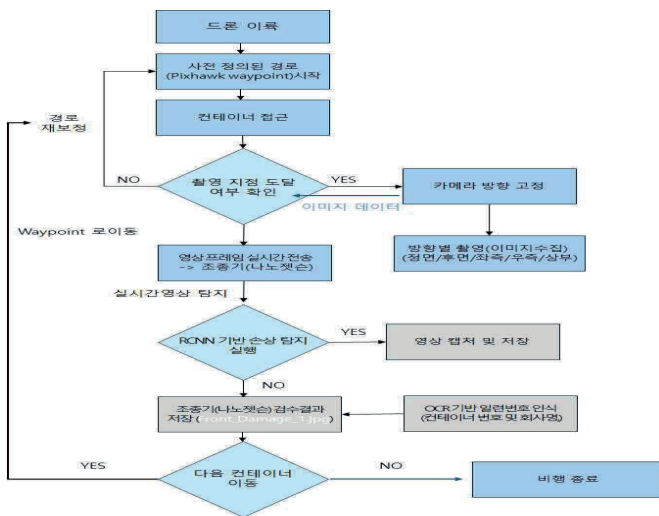 드론 이륙
사전 정의된 경로
(Pixhawk waypoint)시작
경로
재보정
컨테이너 접근
NO
촬영 지점 도달
여부 확인
YES
카메라 방향 고정
이미지 데이터
Waypoint 로이동
영상 프레임 실시간 전송
-> 조종기(나노젯슨)
방향별 촬영(이미지수집)
(정면/후면/좌측/우측/상부)
실시간영상 탐지
RCNN 기반 손상 탐지
실행
YES
영상 캡처 및 저장
NO
조종기(나노젯슨) 검수결과
저장 (Front_Damage_1.jpg)
OCR 기반 일련번호 인식
(컨테이너 번호 및 회사명)
YES
다음 컨테이너
이동
NO
비행 종료